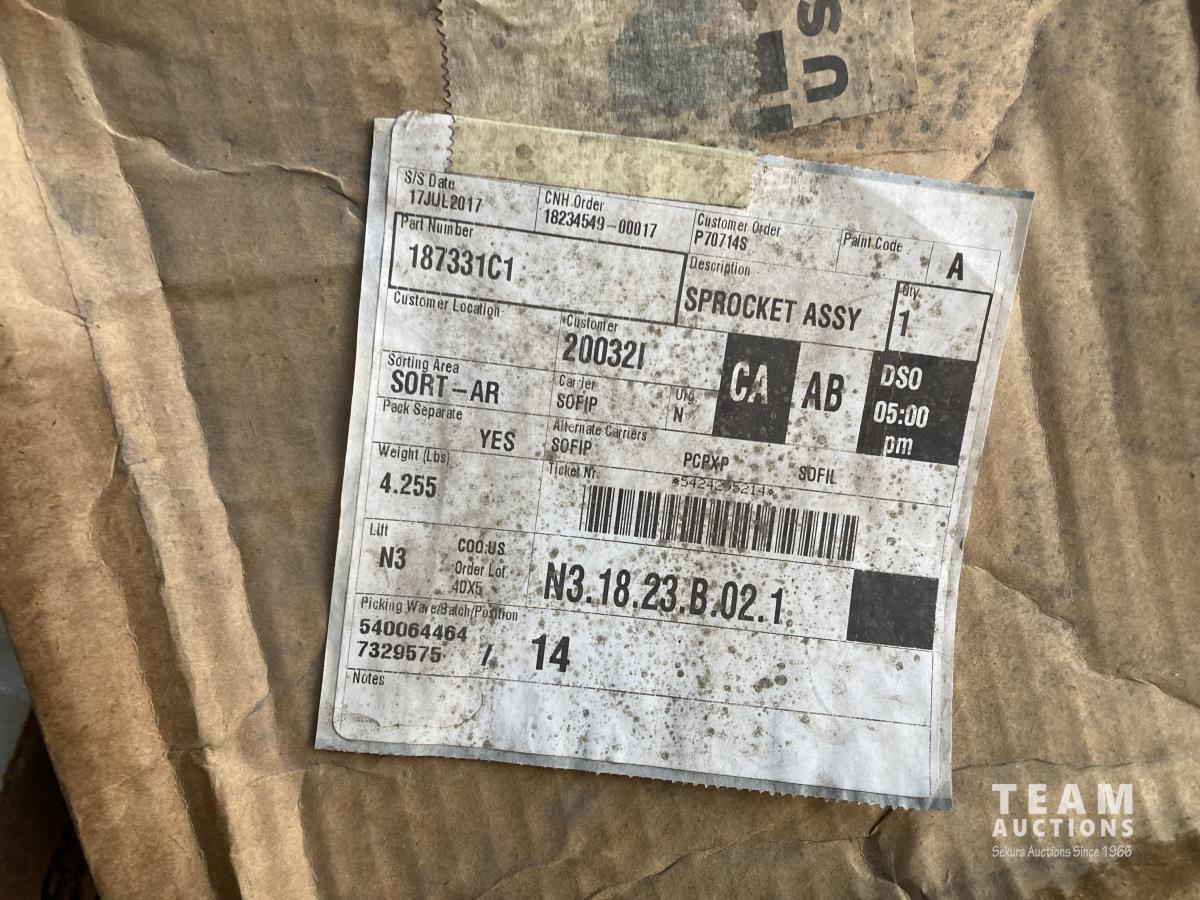 US
S/S Date
17JUL2017
CNH Order
18234549-00017
Customer Order
P70714S
Paint Code
A
Part Number
187331C1
Description
SPROCKET ASSY
Qty
1
Customer Location
Customer
20032I
CA
AB
DSO
05:00
pm
Sorting Area
SORT-AR
Carrier
SOFIP
N
Pack Separate
YES
Alternate Carriers
SOFIP
PCPXP
SOFIL
Weight (Lbs)
4.255
Ticket Nr.
Lift
N3
COO:US
Order Lot
4DX5
N3.18.23.B.02.1
Picking Wave/Batch/Position
540064464
7329575 / 14
Notes
TEAM
AUCTIONS
Sekura Auctions Since 1966